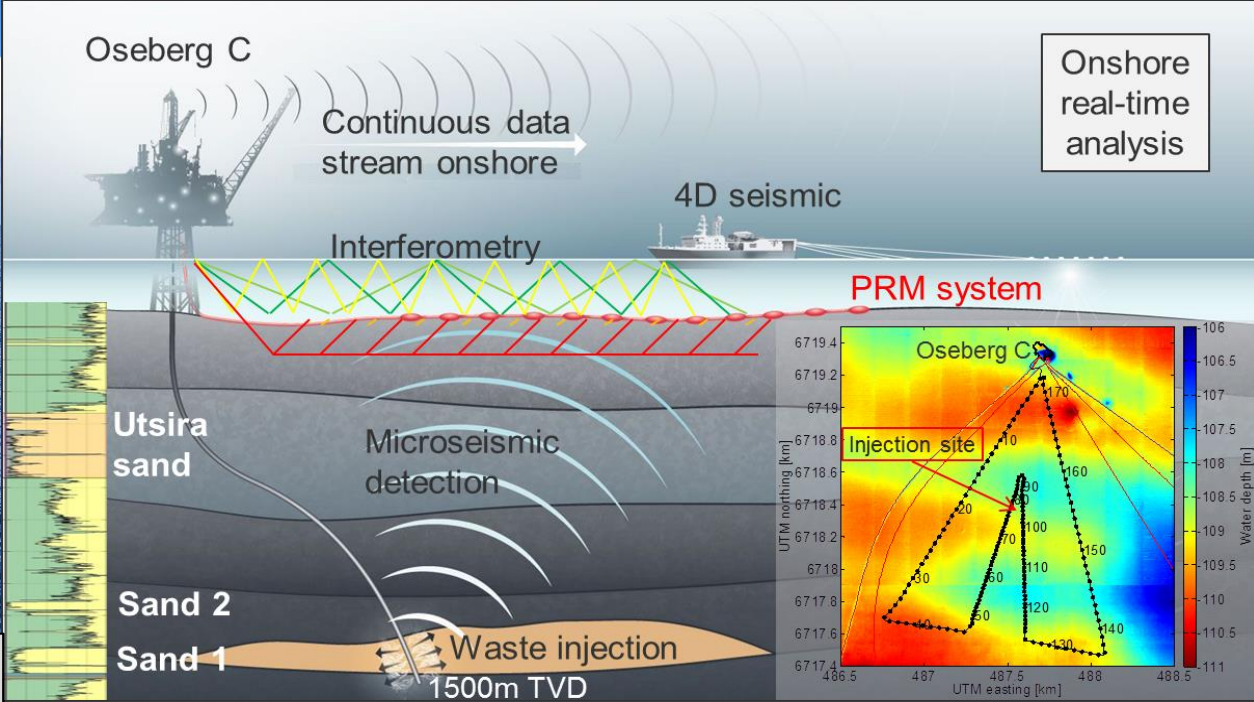 Oseberg C
Continuous data
stream onshore
Onshore
real-time
analysis
4D seismic
Interferometry
PRM system
Utsira
sand
Microseismic
detection
Sand 2
Sand 1
Waste injection
1500m TVD
Oseberg C
Injection site
6719.4
6719.2
6719
6718.8
6718.6
6718.4
6718.2
6718
6717.8
6717.6
6717.4
UTM northing [km]
486.5
487
487.5
488
488.5
UTM easting [km]
10
20
30
40
50
60
70
80
90
100
110
120
130
140
150
160
170
-106
-106.5
-107
-107.5
-108
-108.5
-109
-109.5
-110
-110.5
-111
Water depth [m]